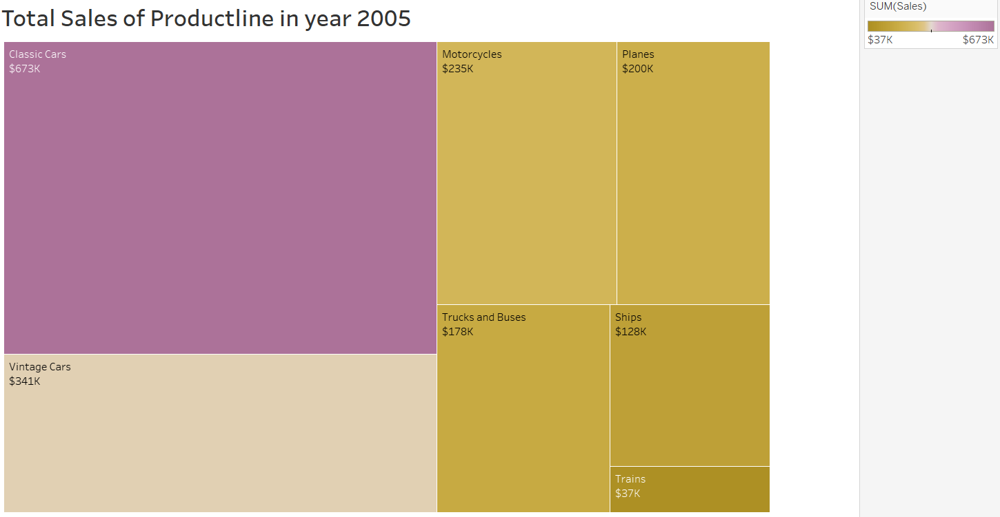 Total Sales of Productline in year 2005
SUM(Sales)
$37K
$673K
Classic Cars
$673K
Motorcycles
$235K
Planes
$200K
Trucks and Buses
$178K
Ships
$128K
Vintage Cars
$341K
Trains
$37K